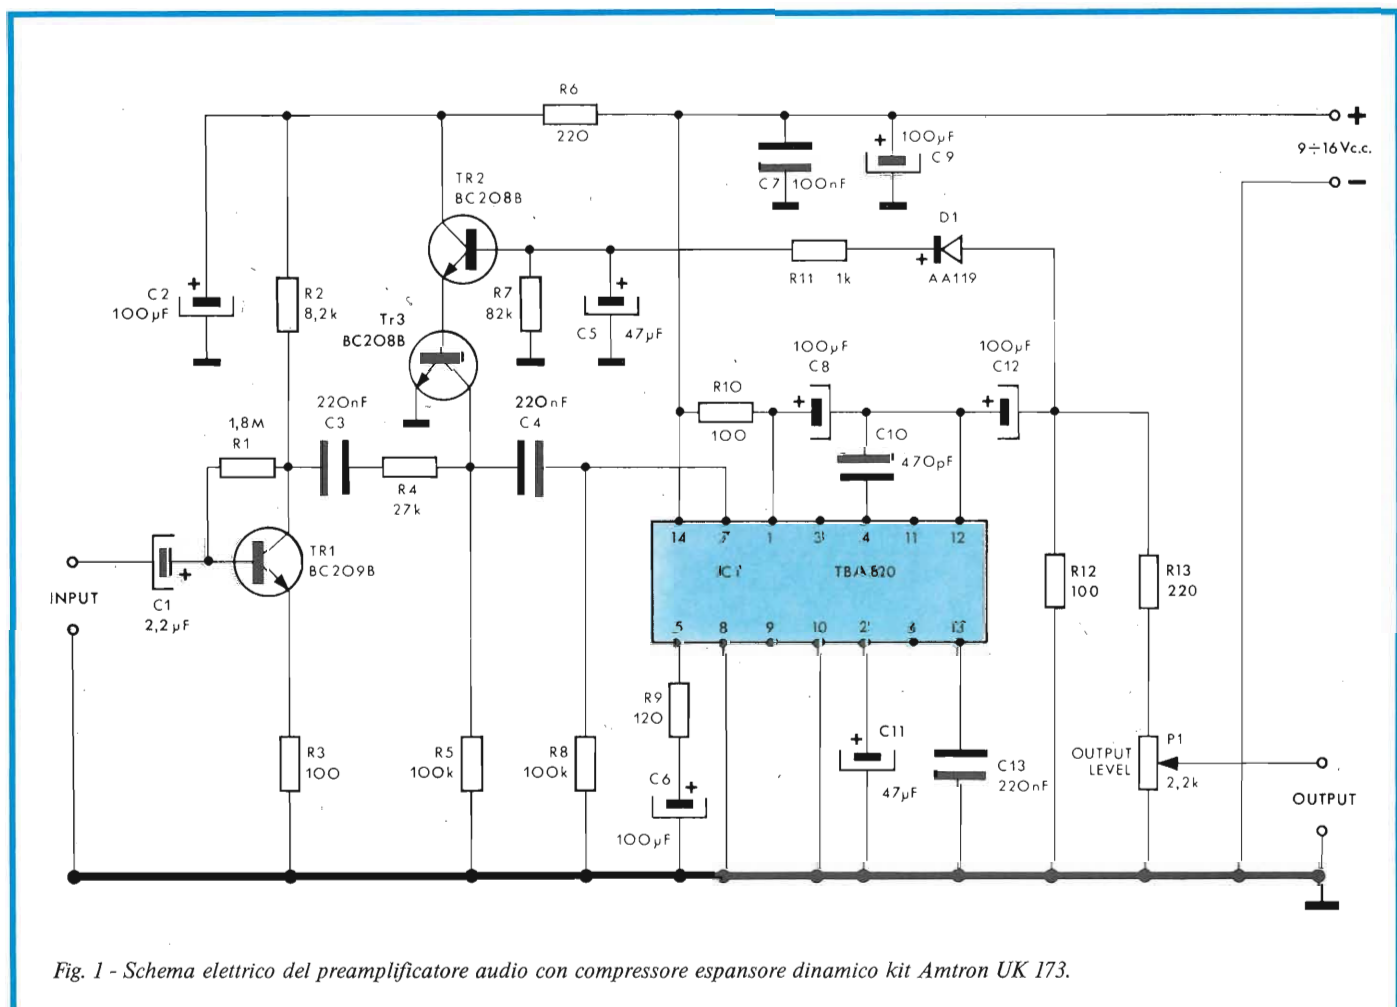 R6
220
+
9÷16 Vc.c.
−
100µF
C9
C7 100nF
TR2
BC208B
D1
AA119
R11 1k
C2
100µF
R2
8,2k
Tr3
BC208B
R7
82k
C5 47µF
100µF
C8
100µF
C12
R10
100
220nF
C3
220nF
C4
C10
470pF
1,8M
R1
R4
27k
14 7 1 3 4 11 12
IC1 TBA820
5 8 9 10 2 6 13
TR1
BC209B
INPUT
C1
2,2µF
R12
100
R13
220
R9
120
R3
100
R5
100k
R8
100k
C6
100µF
C11
47µF
C13
220nF
OUTPUT
LEVEL
P1
2,2k
OUTPUT
Fig. 1 - Schema elettrico del preamplificatore audio con compressore espansore dinamico kit Amtron UK 173.